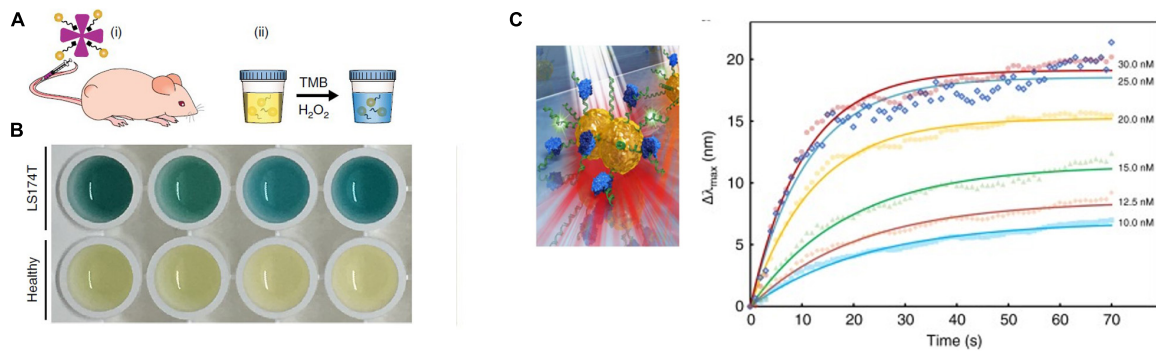 A
(i)
(ii)
TMB
H₂O₂
B
LS174T
Healthy
C
Δλmax (nm)
20
15
10
5
0
30.0 nM
25.0 nM
20.0 nM
15.0 nM
12.5 nM
10.0 nM
0 10 20 30 40 50 60 70
Time (s)